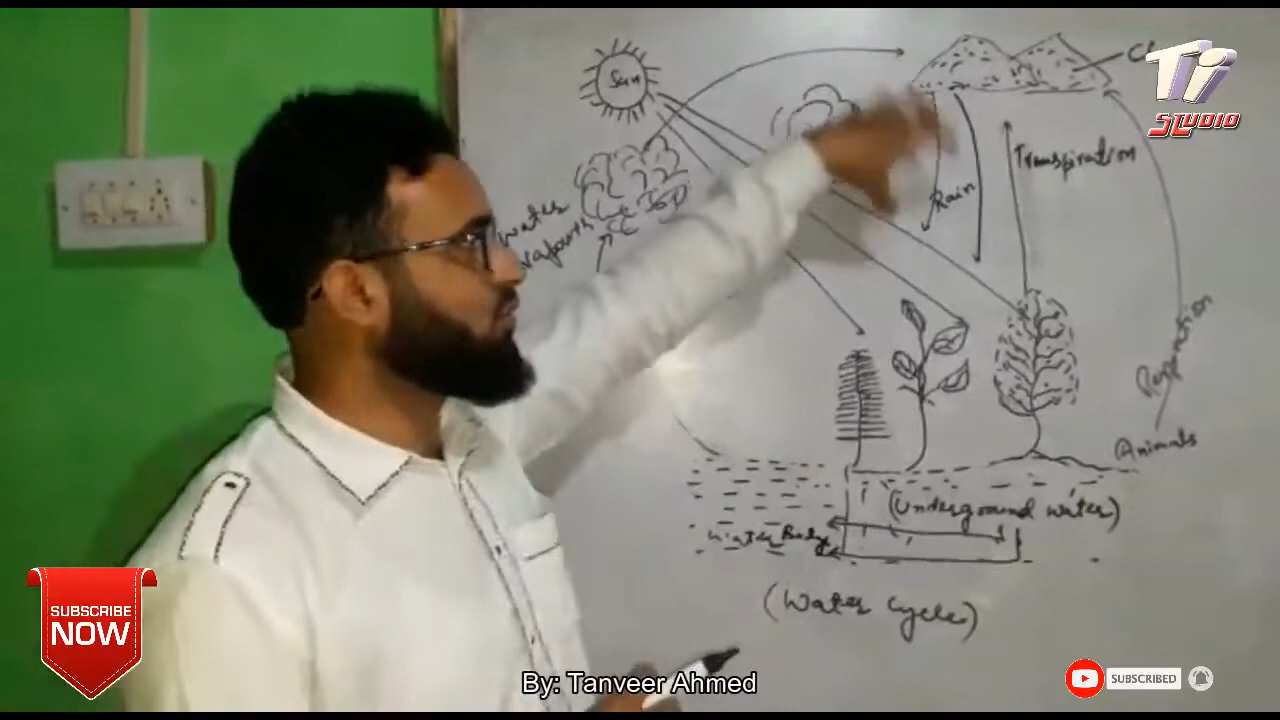 Sun
Ti
STUDIO
Transpiration
Rain
water
Respiration
Animals
(Underground water)
water Body
(Water cycle)
SUBSCRIBE
NOW
By: Tanveer Ahmed
SUBSCRIBED